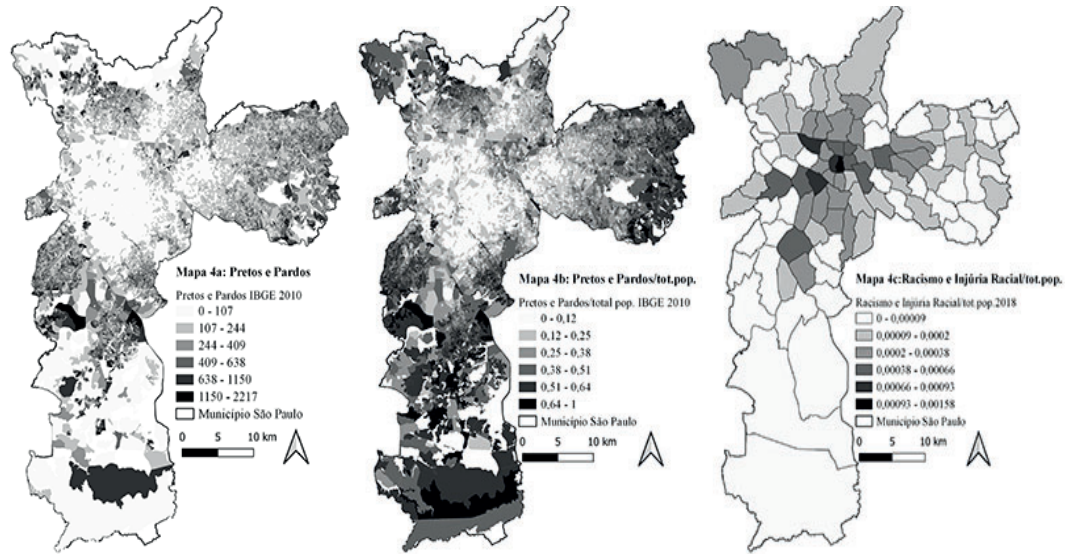 Mapa 4a: Pretos e Pardos
Pretos e Pardos IBGE 2010
0 - 107
107 - 244
244 - 409
409 - 638
638 - 1150
1150 - 2217
Município São Paulo
0 5 10 km
Mapa 4b: Pretos e Pardos/tot.pop.
Pretos e Pardos/total pop. IBGE 2010
0 - 0,12
0,12 - 0,25
0,25 - 0,38
0,38 - 0,51
0,51 - 0,64
0,64 - 1
Município São Paulo
0 5 10 km
Mapa 4c:Racismo e Injúria Racial/tot.pop.
Racismo e Injúria Racial/tot.pop.2018
0 - 0,00009
0,00009 - 0,0002
0,0002 - 0,00038
0,00038 - 0,00066
0,00066 - 0,00093
0,00093 - 0,00158
Município São Paulo
0 5 10 km